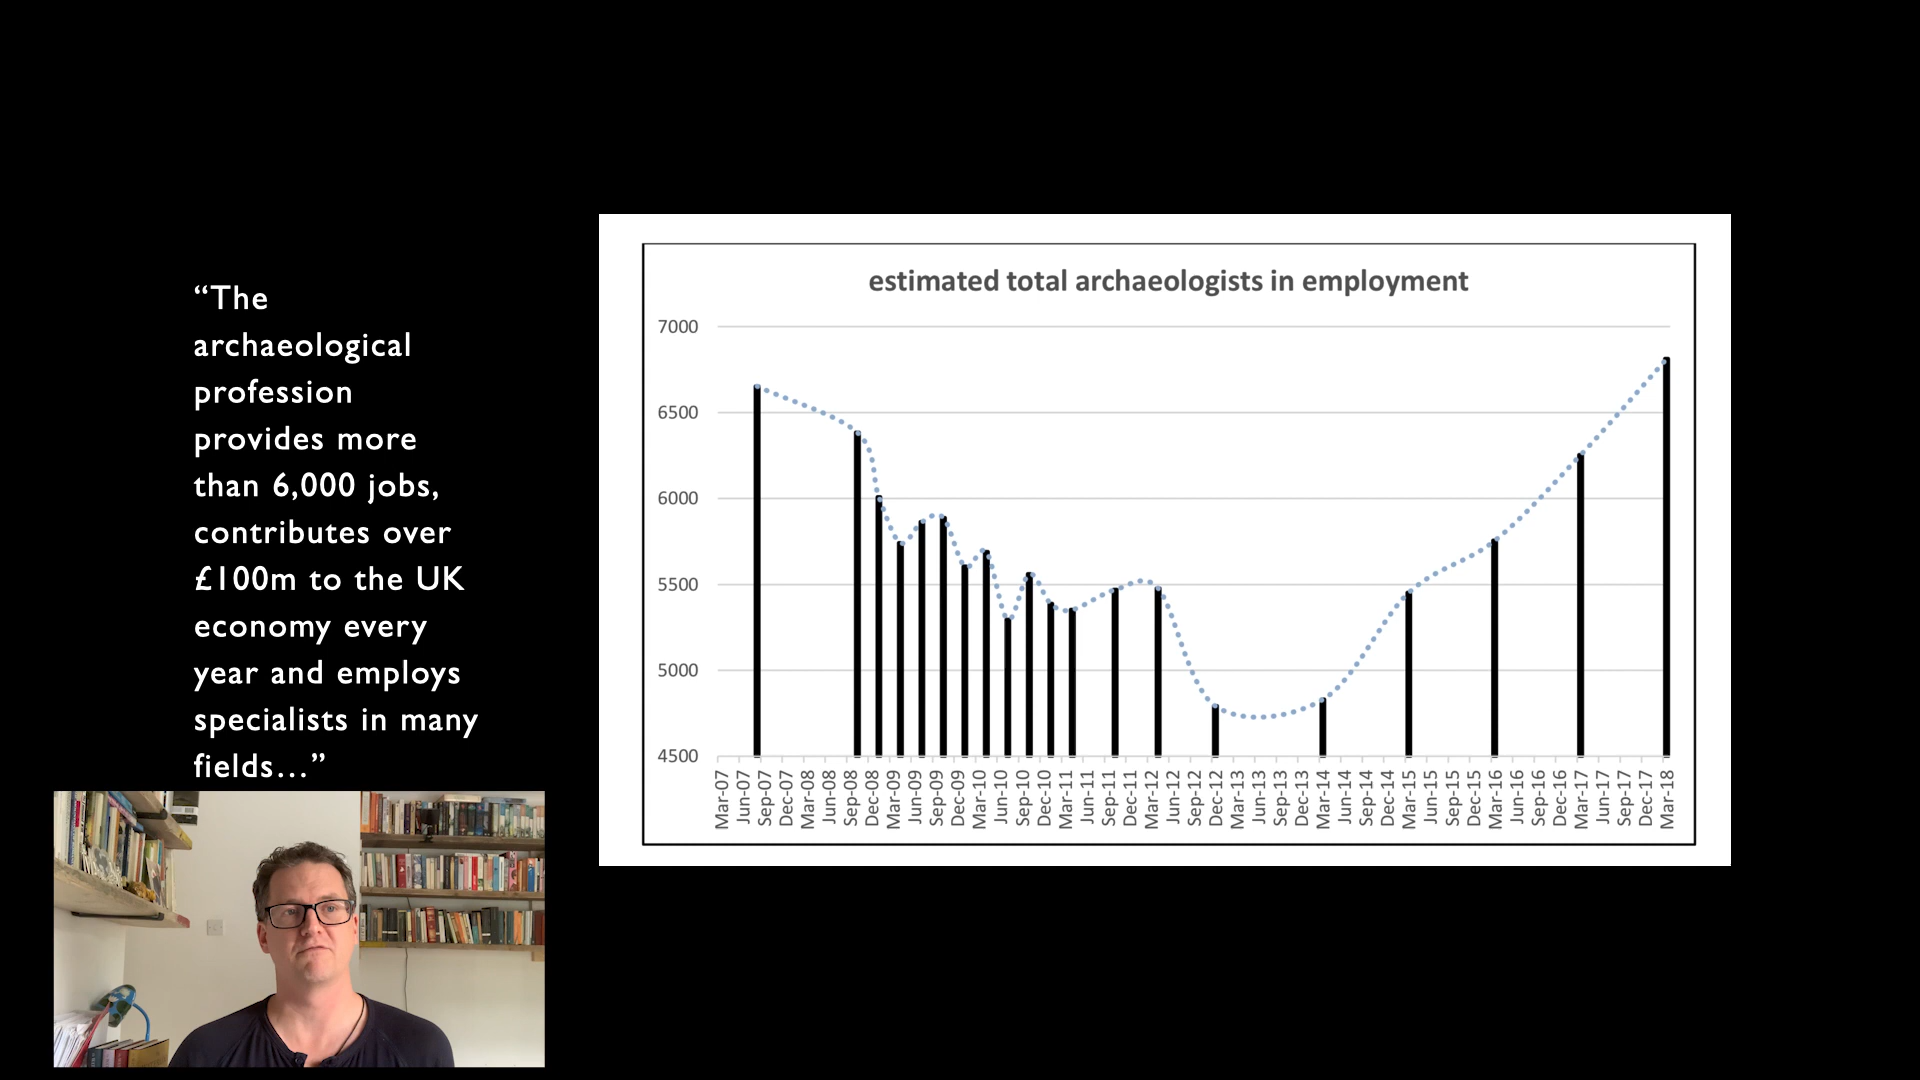 “The
archaeological
profession
provides more
than 6,000 jobs,
contributes over
£100m to the UK
economy every
year and employs
specialists in many
fields…”
estimated total archaeologists in employment
7000
6500
6000
5500
5000
4500
Mar-07
Jun-07
Sep-07
Dec-07
Mar-08
Jun-08
Sep-08
Dec-08
Mar-09
Jun-09
Sep-09
Dec-09
Mar-10
Jun-10
Sep-10
Dec-10
Mar-11
Jun-11
Sep-11
Dec-11
Mar-12
Jun-12
Sep-12
Dec-12
Mar-13
Jun-13
Sep-13
Dec-13
Mar-14
Jun-14
Sep-14
Dec-14
Mar-15
Jun-15
Sep-15
Dec-15
Mar-16
Jun-16
Sep-16
Dec-16
Mar-17
Jun-17
Sep-17
Dec-17
Mar-18